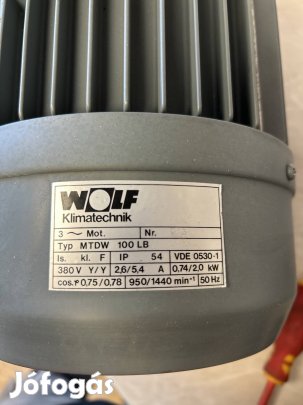 WOLF
Klimatechnik
3 ~ Mot. Nr.
Typ MTDW 100 LB
Is. kl. F IP 54 VDE 0530-1
380 V Y/Y 2,6/5,4 A 0,74/2,0 kW
cos.φ 0,75/0,78 950/1440 min⁻¹ 50 Hz
Jófogás